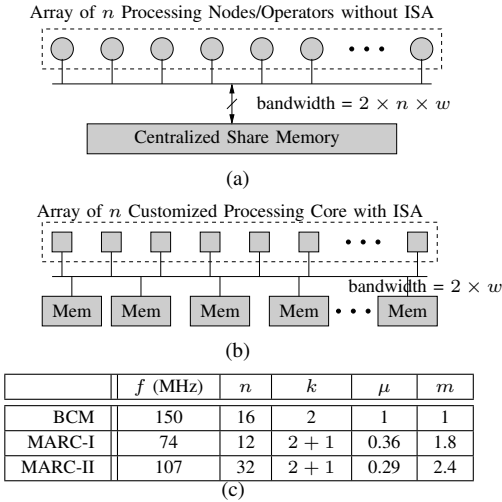 Array of n Processing Nodes/Operators without ISA
bandwidth = 2 × n × w
Centralized Share Memory
(a)
Array of n Customized Processing Core with ISA
bandwidth = 2 × w
Mem Mem Mem Mem Mem
(b)
f (MHz) n k μ m
BCM 150 16 2 1 1
MARC-I 74 12 2 + 1 0.36 1.8
MARC-II 107 32 2 + 1 0.29 2.4
(c)